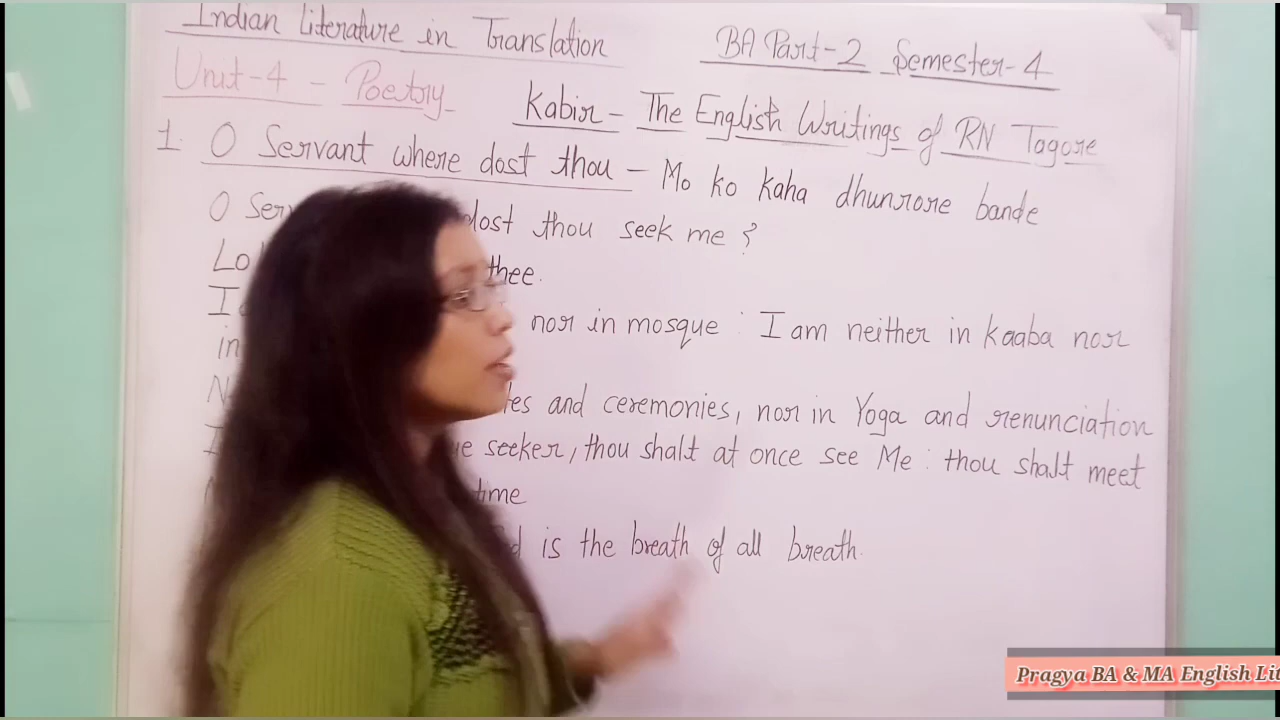 Indian Literature in Translation
BA Part-2 Semester-4
Unit-4 - Poetry
Kabir - The English Writings of RN Tagore
1. O Servant where dost thou - Mo ko kaha dhunrore bande
O dost thou seek me ?
Lo thee.
I nor in mosque : I am neither in kaaba nor
in
and ceremonies, nor in Yoga and renunciation
seeker, thou shalt at once see Me : thou shalt meet
time
is the breath of all breath.
Pragya BA & MA English Lit